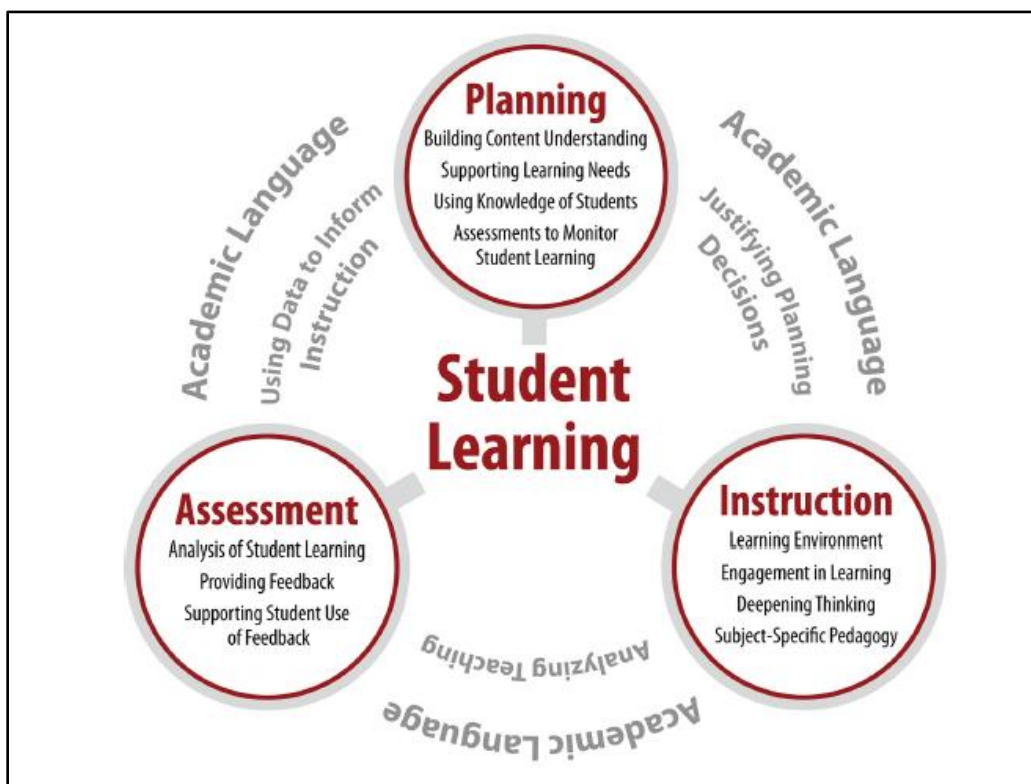 Planning
Building Content Understanding
Supporting Learning Needs
Using Knowledge of Students
Assessments to Monitor
Student Learning
Academic Language
Using Data to Inform
Instruction
Academic Language
Justifying Planning
Decisions
Student
Learning
Assessment
Analysis of Student Learning
Providing Feedback
Supporting Student Use
of Feedback
Instruction
Learning Environment
Engagement in Learning
Deepening Thinking
Subject-Specific Pedagogy
Analyzing Teaching
Academic Language